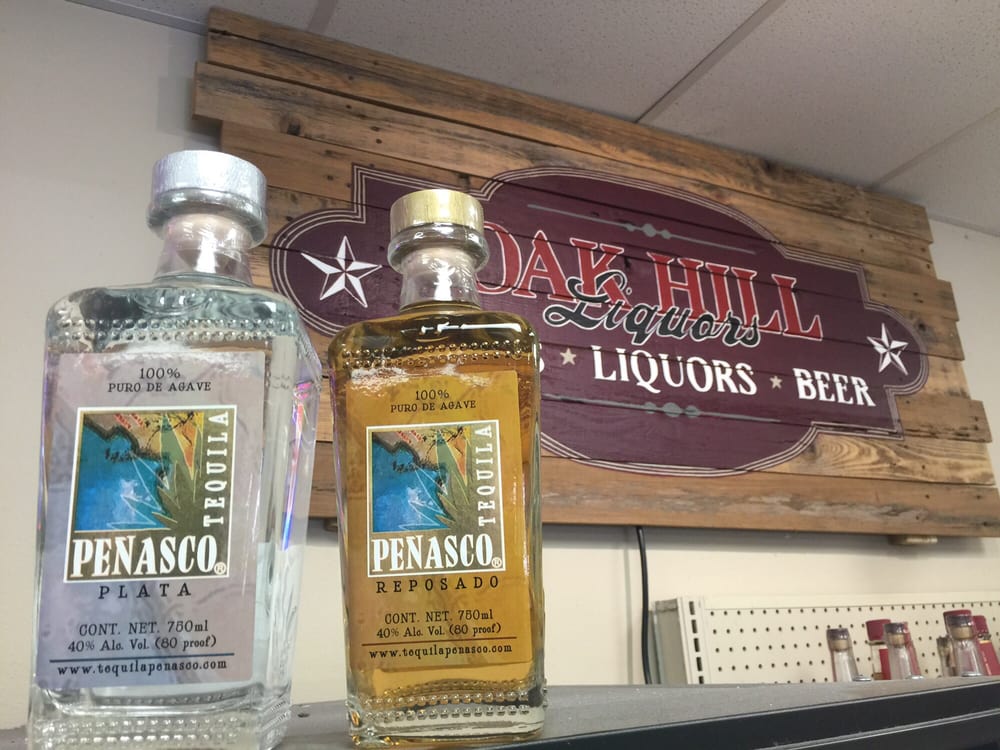 100%
PURO DE AGAVE
TEQUILA
PEÑASCO®
PLATA
CONT. NET. 750ml
40% Alc. Vol. (80 proof)
www.tequilapenasco.com
100%
PURO DE AGAVE
TEQUILA
PEÑASCO®
REPOSADO
CONT. NET. 750ml
40% Alc. Vol. (80 proof)
www.tequilapenasco.com
OAK HILL
Liquors
LIQUORS ★ BEER